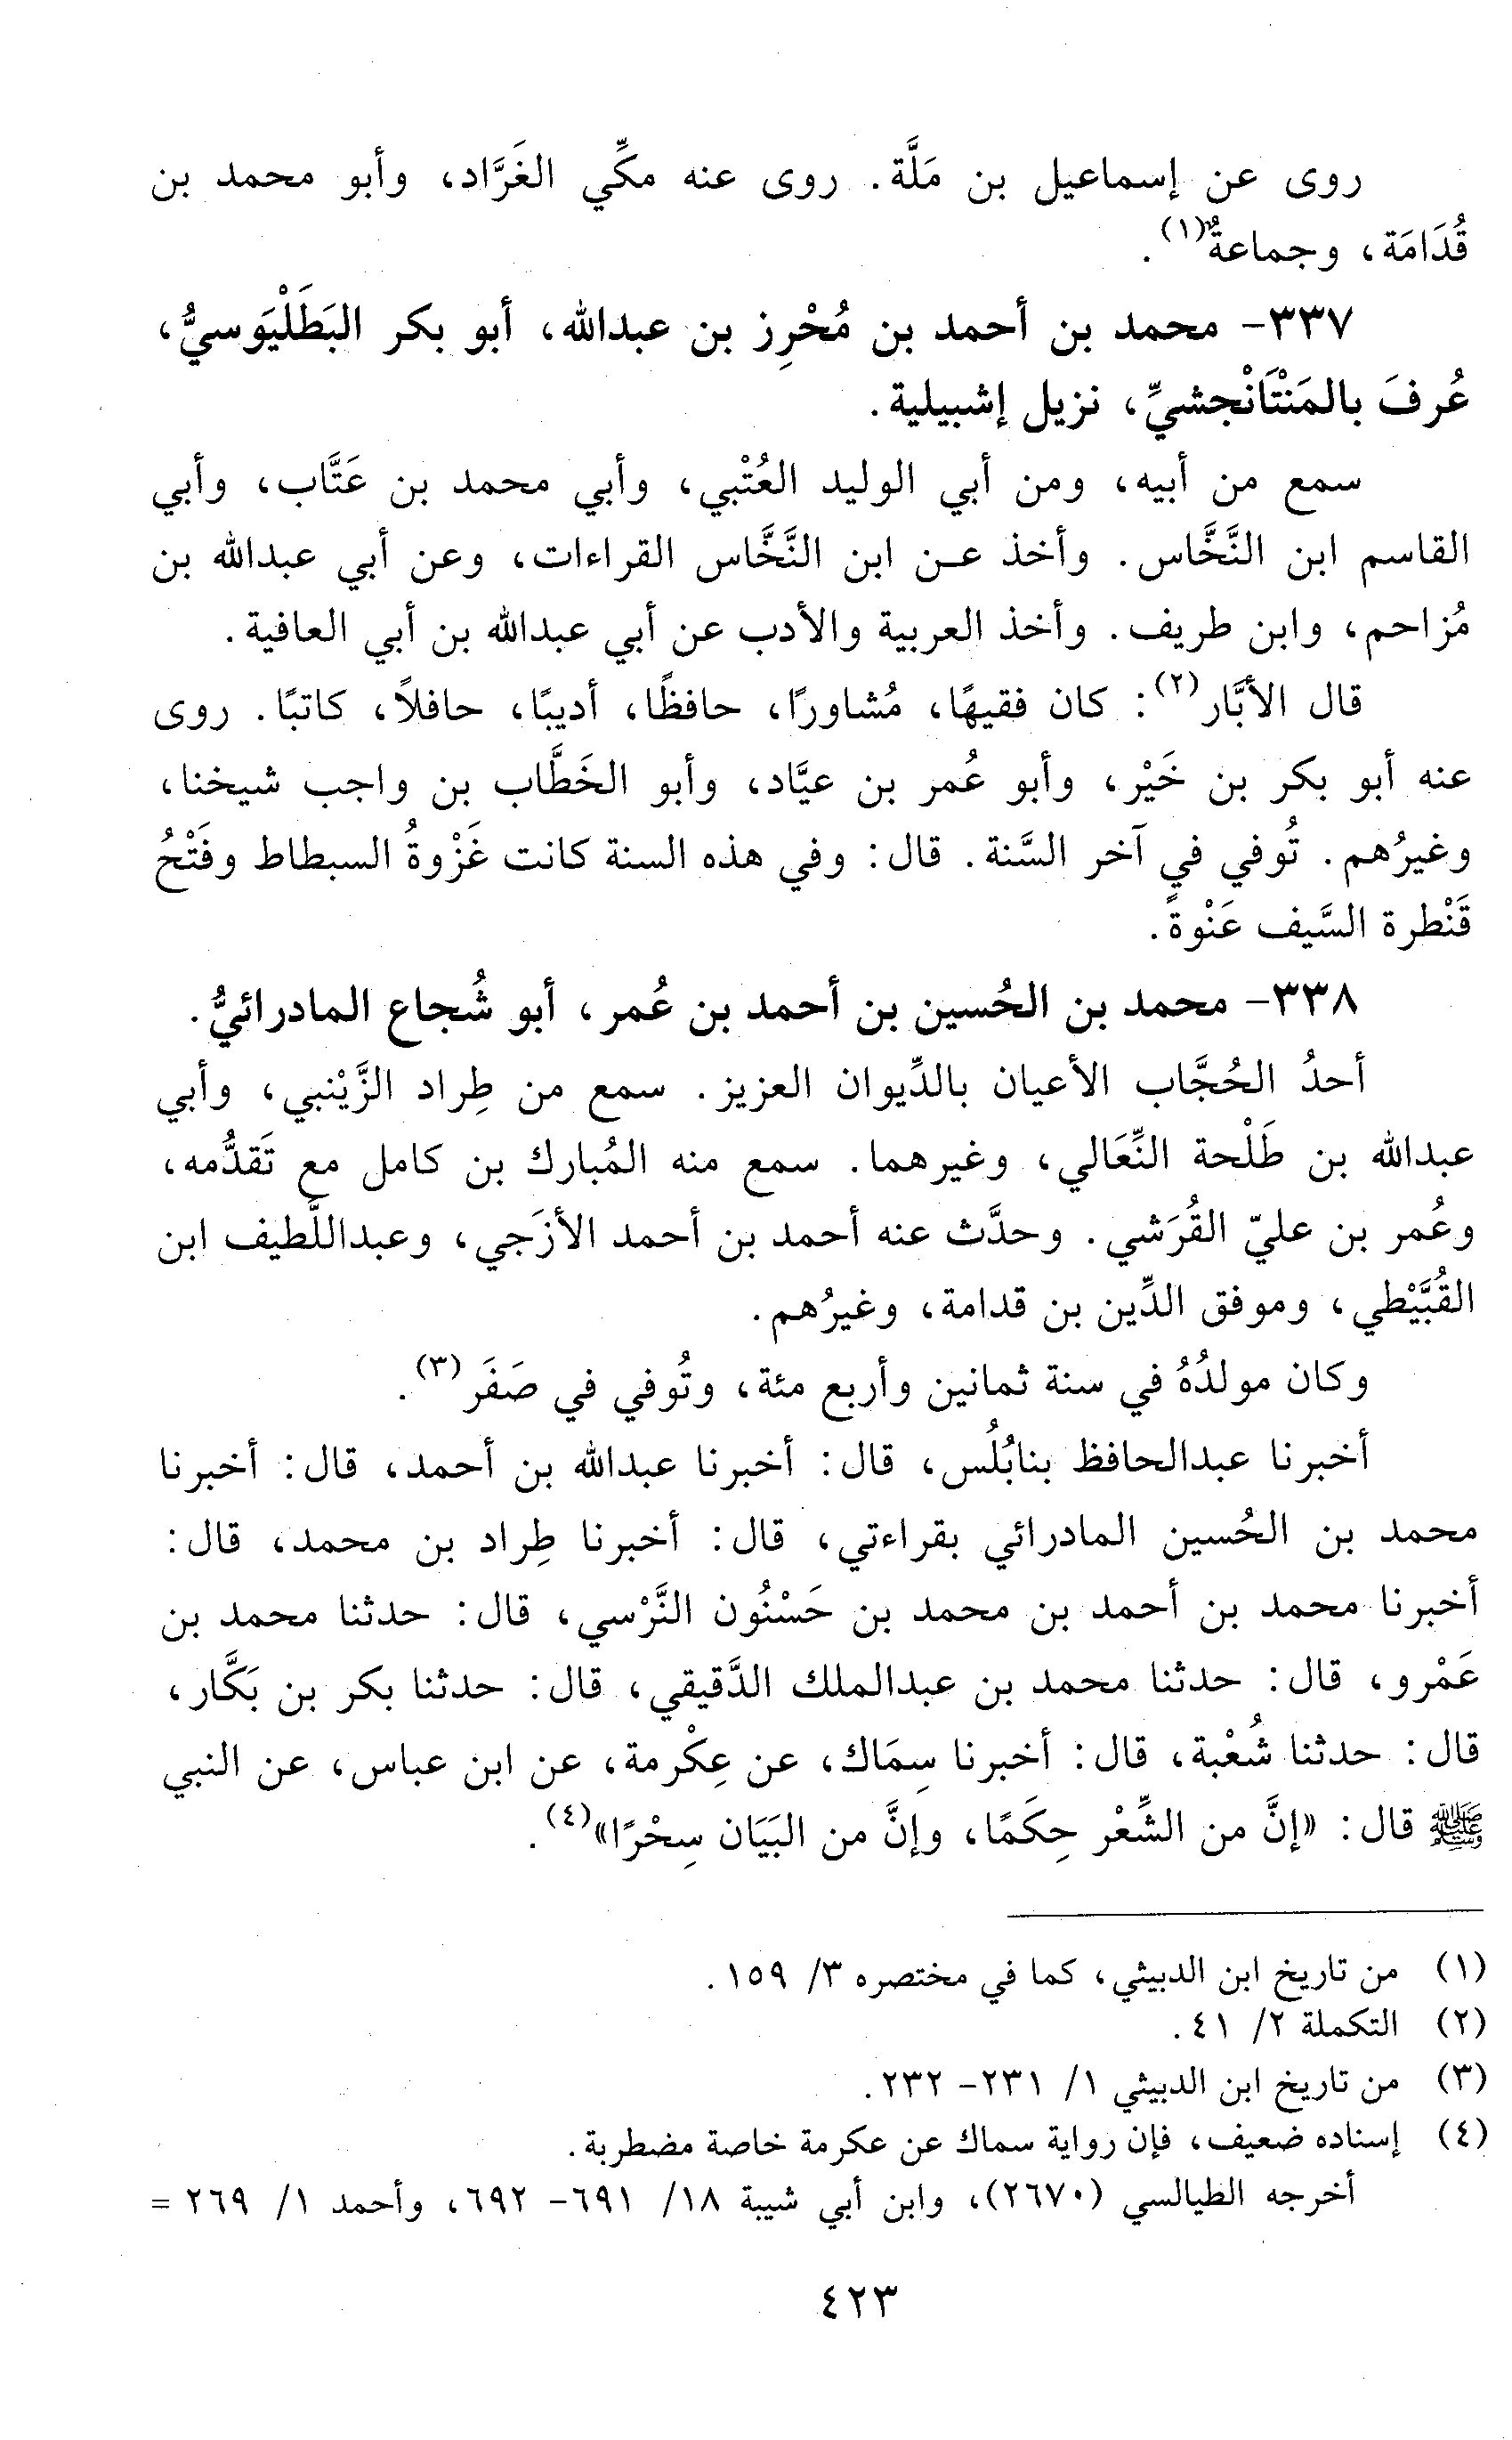 روى عن إسماعيل بن مَلَّة. روى عنه مكِّي الغَرَّاد، وأبو محمد بن
قُدَامَة، وجماعةٌ(١).
٣٣٧- محمد بن أحمد بن مُحْرِز بن عبدالله، أبو بكر البَطَلْيَوسيُّ،
عُرفَ بالمَنْتَانْجشيِّ، نزيل إشبيلية.
سمع من أبيه، ومن أبي الوليد العُتْبي، وأبي محمد بن عَتَّاب، وأبي
القاسم ابن النَّخَّاس. وأخذ عن ابن النَّخَّاس القراءات، وعن أبي عبدالله بن
مُزاحم، وابن طريف. وأخذ العربية والأدب عن أبي عبدالله بن أبي العافية.
قال الأبَّار(٢): كان فقيهًا، مُشاورًا، حافظًا، أديبًا، حافلاً، كاتبًا. روى
عنه أبو بكر بن خَيْر، وأبو عُمر بن عيَّاد، وأبو الخَطَّاب بن واجب شيخنا،
وغيرُهم. تُوفي في آخر السَّنة. قال: وفي هذه السنة كانت غَزْوةُ السبطاط وفَتْحُ
قَنْطرة السَّيف عَنْوةً.
٣٣٨- محمد بن الحُسين بن أحمد بن عُمر، أبو شُجاع المادرائيُّ.
أحدُ الحُجَّاب الأعيان بالدِّيوان العزيز. سمع من طِراد الزَّيْنبي، وأبي
عبدالله بن طَلْحة النِّعَالي، وغيرهما. سمع منه المُبارك بن كامل مع تَقدُّمه،
وعُمر بن عليّ القُرَشي. وحدَّث عنه أحمد بن أحمد الأزَجي، وعبداللَّطيف ابن
القُبَّيْطي، وموفق الدِّين بن قدامة، وغيرُهم.
وكان مولدُهُ في سنة ثمانين وأربع مئة، وتُوفي في صَفَر(٣).
أخبرنا عبدالحافظ بنابُلُس، قال: أخبرنا عبدالله بن أحمد، قال: أخبرنا
محمد بن الحُسين المادرائي بقراءتي، قال: أخبرنا طِراد بن محمد، قال:
أخبرنا محمد بن أحمد بن محمد بن حَسْنُون النَّرْسي، قال: حدثنا محمد بن
عَمْرو، قال: حدثنا محمد بن عبدالملك الدَّقيقي، قال: حدثنا بكر بن بَكَّار،
قال: حدثنا شُعْبة، قال: أخبرنا سِمَاك، عن عِكْرمة، عن ابن عباس، عن النبي
ﷺ قال: «إنَّ من الشِّعْر حِكَمًا، وإنَّ من البَيَان سِحْرًا»(٤).
(١) من تاريخ ابن الدبيثي، كما في مختصره ٣/ ١٥٩.
(٢) التكملة ٢/ ٤١.
(٣) من تاريخ ابن الدبيثي ١/ ٢٣١- ٢٣٢.
(٤) إسناده ضعيف، فإن رواية سماك عن عكرمة خاصة مضطربة.
أخرجه الطيالسي (٢٦٧٠)، وابن أبي شيبة ١٨/ ٦٩١- ٦٩٢، وأحمد ١/ ٢٦٩ =
٤٢٣